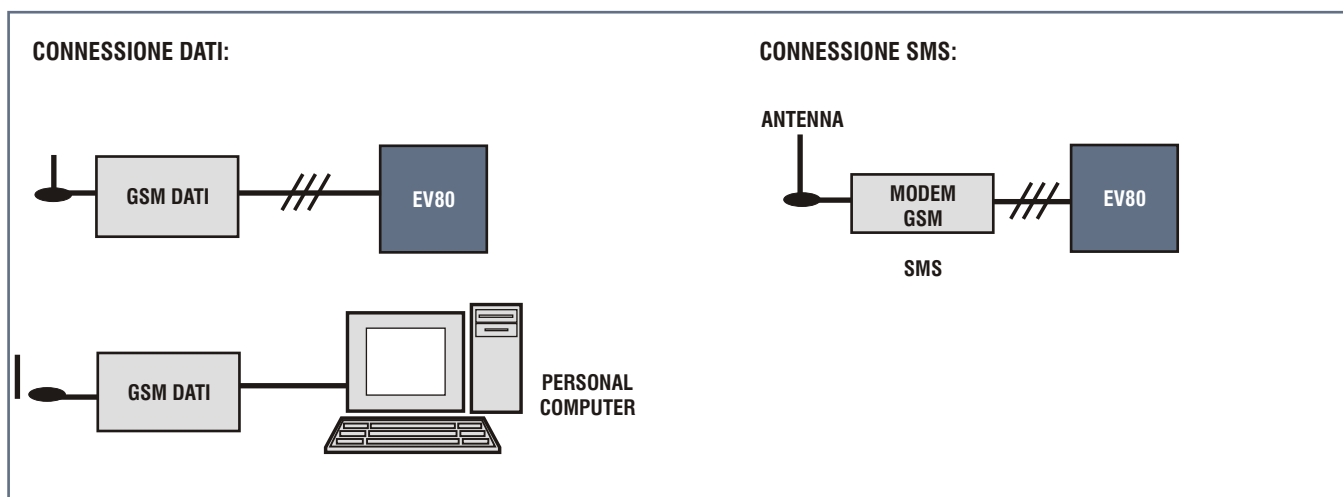 CONNESSIONE DATI:
GSM DATI
EV80
GSM DATI
PERSONAL
COMPUTER
CONNESSIONE SMS:
ANTENNA
MODEM
GSM
EV80
SMS